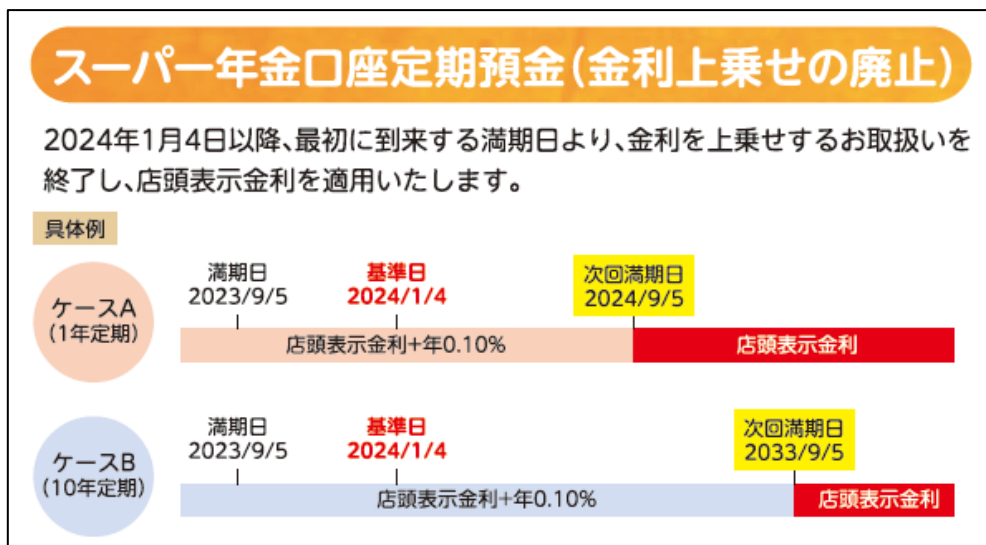 スーパー年金口座定期預金(金利上乗せの廃止)
2024年1月4日以降、最初に到来する満期日より、金利を上乗せするお取扱いを
終了し、店頭表示金利を適用いたします。
具体例
ケースA
(1年定期)
満期日
2023/9/5
基準日
2024/1/4
次回満期日
2024/9/5
店頭表示金利+年0.10%
店頭表示金利
ケースB
(10年定期)
満期日
2023/9/5
基準日
2024/1/4
次回満期日
2033/9/5
店頭表示金利+年0.10%
店頭表示金利